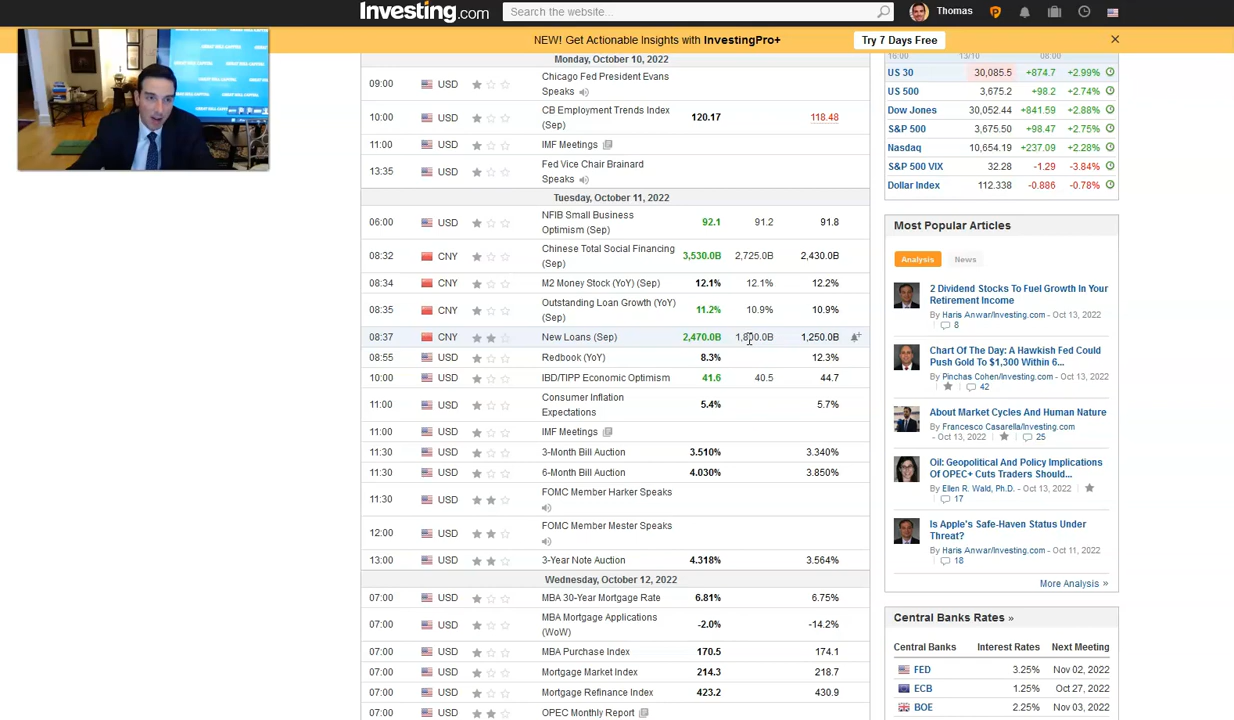 Investing.com Search the website... Thomas
NEW! Get Actionable Insights with InvestingPro+ Try 7 Days Free
GREAT HILL CAPITAL
Monday, October 10, 2022
09:00 USD Chicago Fed President Evans
Speaks
10:00 USD CB Employment Trends Index 120.17 118.48
(Sep)
11:00 USD IMF Meetings
13:35 USD Fed Vice Chair Brainard
Speaks
Tuesday, October 11, 2022
06:00 USD NFIB Small Business 92.1 91.2 91.8
Optimism (Sep)
08:32 CNY Chinese Total Social Financing 3,530.0B 2,725.0B 2,430.0B
(Sep)
08:34 CNY M2 Money Stock (YoY) (Sep) 12.1% 12.1% 12.2%
08:35 CNY Outstanding Loan Growth (YoY) 11.2% 10.9% 10.9%
(Sep)
08:37 CNY New Loans (Sep) 2,470.0B 1,800.0B 1,250.0B
08:55 USD Redbook (YoY) 8.3% 12.3%
10:00 USD IBD/TIPP Economic Optimism 41.6 40.5 44.7
11:00 USD Consumer Inflation 5.4% 5.7%
Expectations
11:00 USD IMF Meetings
11:30 USD 3-Month Bill Auction 3.510% 3.340%
11:30 USD 6-Month Bill Auction 4.030% 3.850%
11:30 USD FOMC Member Harker Speaks
12:00 USD FOMC Member Mester Speaks
13:00 USD 3-Year Note Auction 4.318% 3.564%
Wednesday, October 12, 2022
07:00 USD MBA 30-Year Mortgage Rate 6.81% 6.75%
07:00 USD MBA Mortgage Applications -2.0% -14.2%
(WoW)
07:00 USD MBA Purchase Index 170.5 174.1
07:00 USD Mortgage Market Index 214.3 218.7
07:00 USD Mortgage Refinance Index 423.2 430.9
07:00 USD OPEC Monthly Report
16:00 13/10 08:00
US 30 30,085.5 +874.7 +2.99%
US 500 3,675.2 +98.2 +2.74%
Dow Jones 30,052.44 +841.59 +2.88%
S&P 500 3,675.50 +98.47 +2.75%
Nasdaq 10,654.19 +237.09 +2.28%
S&P 500 VIX 32.28 -1.29 -3.84%
Dollar Index 112.338 -0.886 -0.78%
Most Popular Articles
Analysis News
2 Dividend Stocks To Fuel Growth In Your
Retirement Income
By Haris Anwar/Investing.com - Oct 13, 2022
8
Chart Of The Day: A Hawkish Fed Could
Push Gold To $1,300 Within 6...
By Pinchas Cohen/Investing.com - Oct 13, 2022
42
About Market Cycles And Human Nature
By Francesco Casarella/Investing.com
- Oct 13, 2022 25
Oil: Geopolitical And Policy Implications
Of OPEC+ Cuts Traders Should...
By Ellen R. Wald, Ph.D. - Oct 13, 2022
17
Is Apple's Safe-Haven Status Under
Threat?
By Haris Anwar/Investing.com - Oct 11, 2022
18
More Analysis »
Central Banks Rates »
Central Banks Interest Rates Next Meeting
FED 3.25% Nov 02, 2022
ECB 1.25% Oct 27, 2022
BOE 2.25% Nov 03, 2022